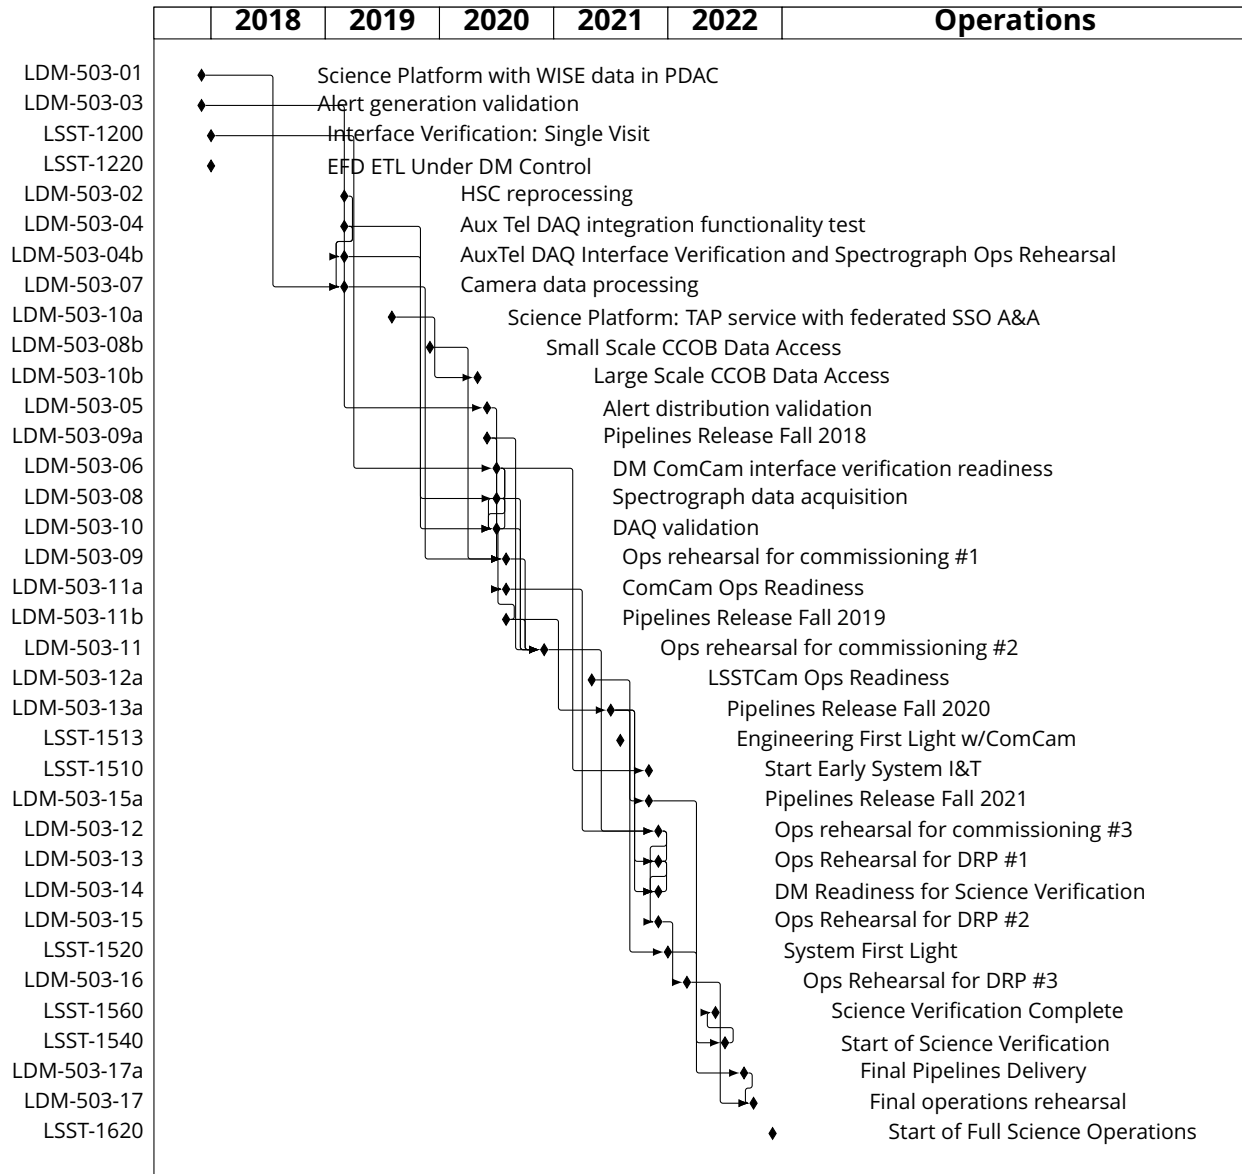 2018 2019 2020 2021 2022 Operations
LDM-503-01 Science Platform with WISE data in PDAC
LDM-503-03 Alert generation validation
LSST-1200 Interface Verification: Single Visit
LSST-1220 EFD ETL Under DM Control
LDM-503-02 HSC reprocessing
LDM-503-04 Aux Tel DAQ integration functionality test
LDM-503-04b AuxTel DAQ Interface Verification and Spectrograph Ops Rehearsal
LDM-503-07 Camera data processing
LDM-503-10a Science Platform: TAP service with federated SSO A&A
LDM-503-08b Small Scale CCOB Data Access
LDM-503-10b Large Scale CCOB Data Access
LDM-503-05 Alert distribution validation
LDM-503-09a Pipelines Release Fall 2018
LDM-503-06 DM ComCam interface verification readiness
LDM-503-08 Spectrograph data acquisition
LDM-503-10 DAQ validation
LDM-503-09 Ops rehearsal for commissioning #1
LDM-503-11a ComCam Ops Readiness
LDM-503-11b Pipelines Release Fall 2019
LDM-503-11 Ops rehearsal for commissioning #2
LDM-503-12a LSSTCam Ops Readiness
LDM-503-13a Pipelines Release Fall 2020
LSST-1513 Engineering First Light w/ComCam
LSST-1510 Start Early System I&T
LDM-503-15a Pipelines Release Fall 2021
LDM-503-12 Ops rehearsal for commissioning #3
LDM-503-13 Ops Rehearsal for DRP #1
LDM-503-14 DM Readiness for Science Verification
LDM-503-15 Ops Rehearsal for DRP #2
LSST-1520 System First Light
LDM-503-16 Ops Rehearsal for DRP #3
LSST-1560 Science Verification Complete
LSST-1540 Start of Science Verification
LDM-503-17a Final Pipelines Delivery
LDM-503-17 Final operations rehearsal
LSST-1620 Start of Full Science Operations